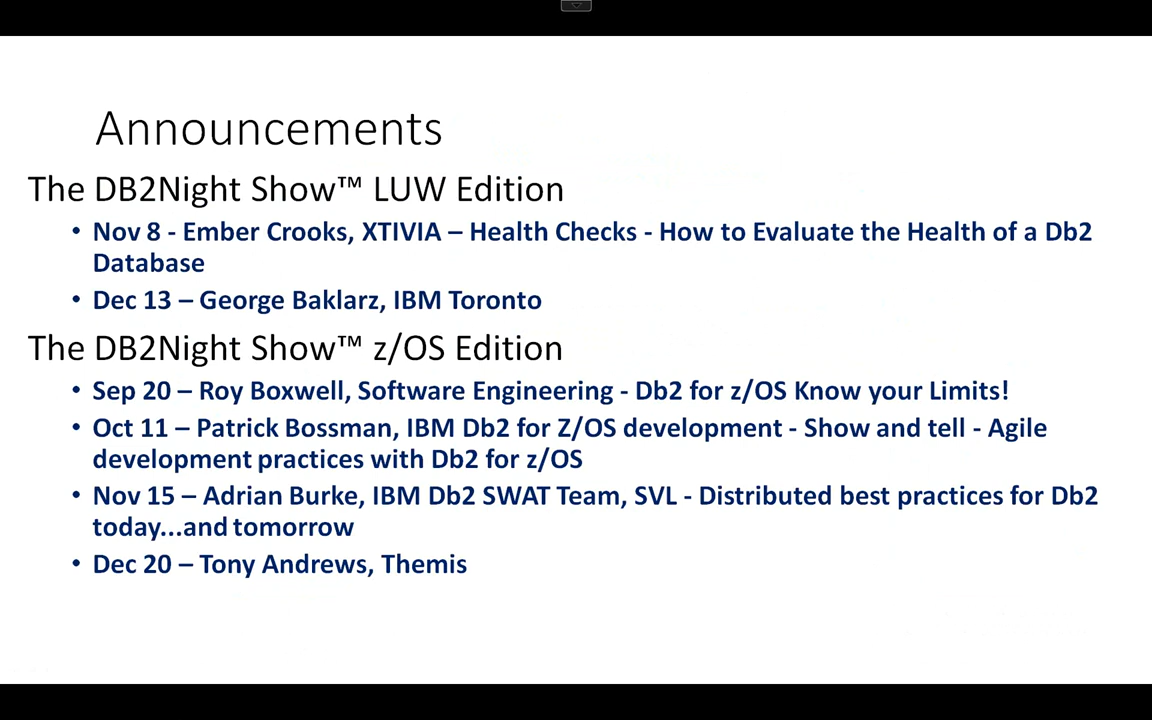 Announcements
The DB2Night Show™ LUW Edition
• Nov 8 - Ember Crooks, XTIVIA – Health Checks - How to Evaluate the Health of a Db2
Database
• Dec 13 – George Baklarz, IBM Toronto
The DB2Night Show™ z/OS Edition
• Sep 20 – Roy Boxwell, Software Engineering - Db2 for z/OS Know your Limits!
• Oct 11 – Patrick Bossman, IBM Db2 for Z/OS development - Show and tell - Agile
development practices with Db2 for z/OS
• Nov 15 – Adrian Burke, IBM Db2 SWAT Team, SVL - Distributed best practices for Db2
today...and tomorrow
• Dec 20 – Tony Andrews, Themis